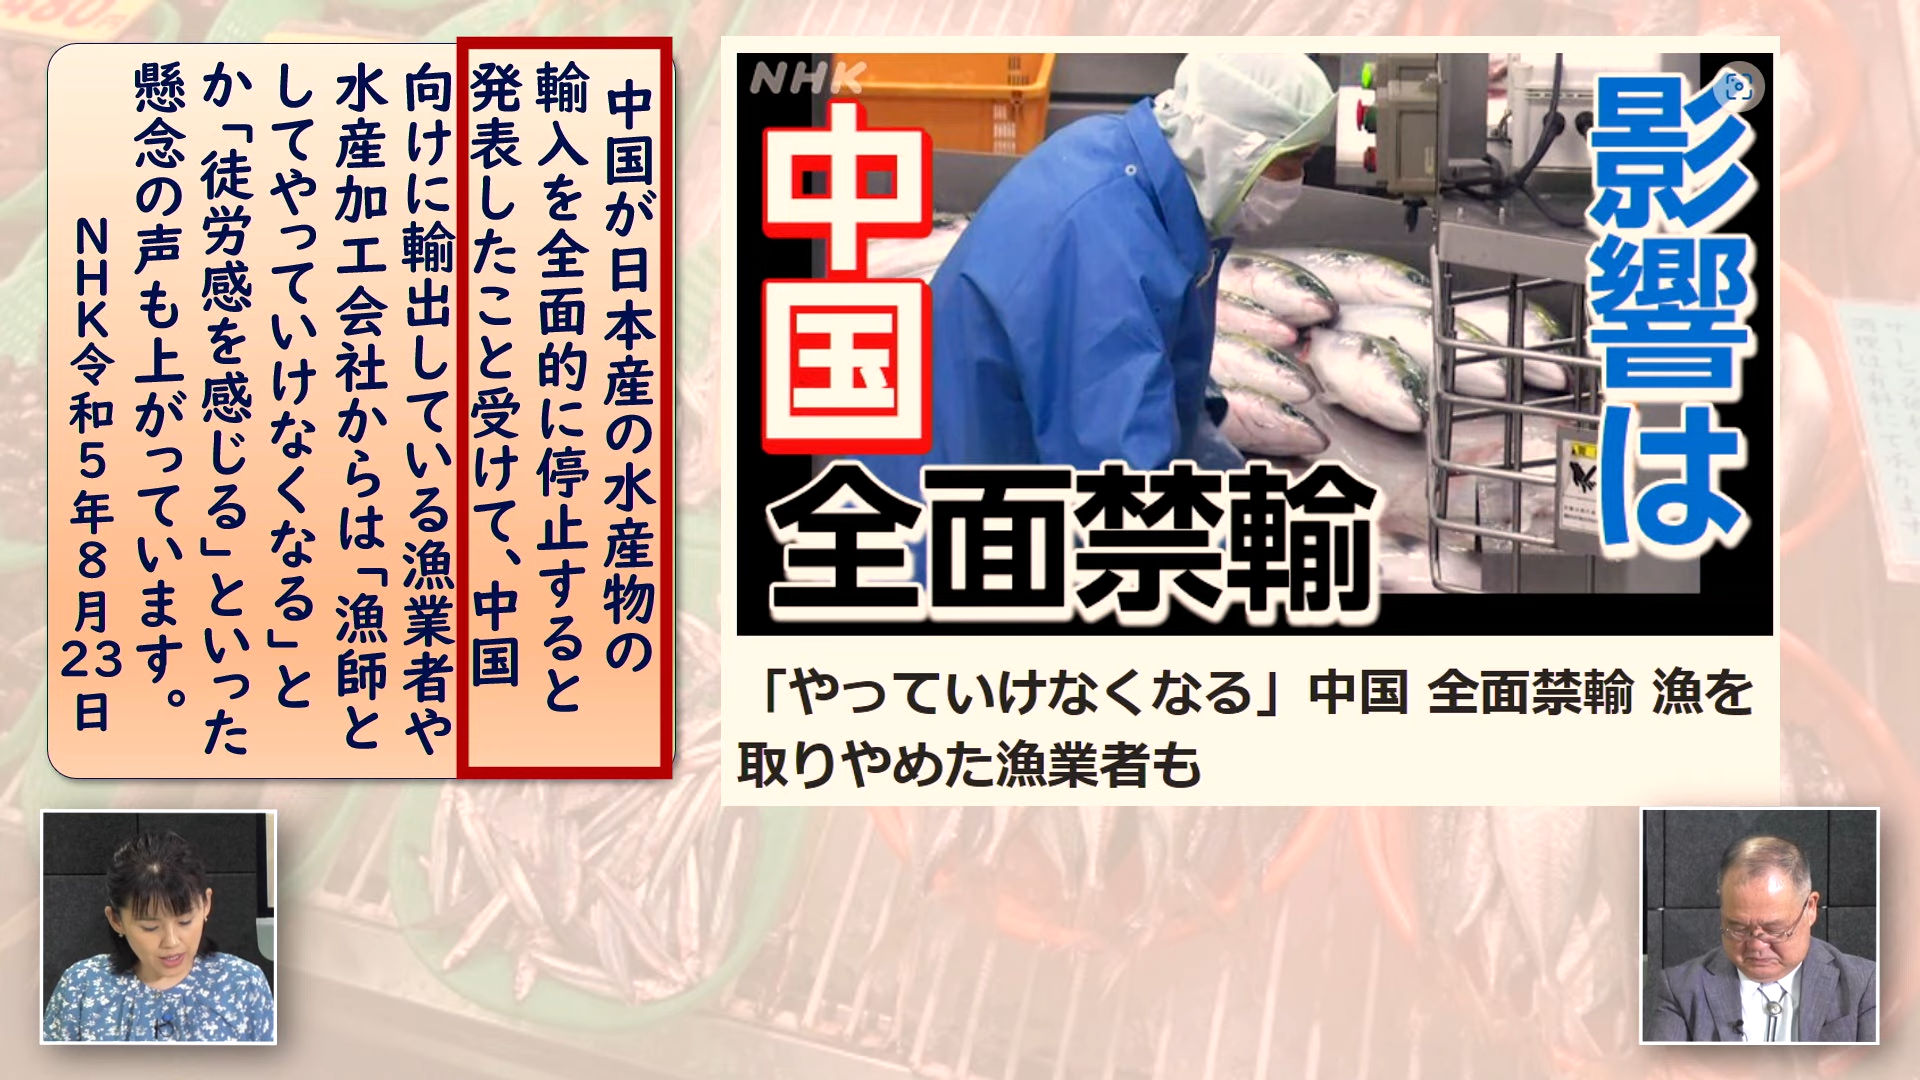 中国が日本産の水産物の
輸入を全面的に停止すると
発表したこと受けて、中国
向けに輸出している漁業者や
水産加工会社からは「漁師と
してやっていけなくなる」と
か「徒労感を感じる」といった
懸念の声も上がっています。
NHK令和5年8月23日
NHK
中国
全面禁輸
影響は
「やっていけなくなる」中国 全面禁輸 漁を
取りやめた漁業者も